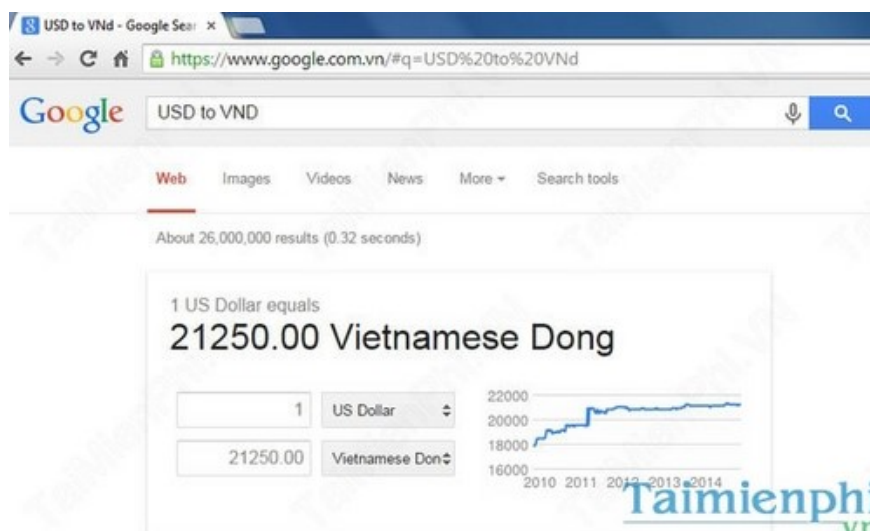 USD to VNd - Google Sear ×
https://www.google.com.vn/#q=USD%20to%20VNd
Google USD to VND
Web Images Videos News More Search tools
About 26,000,000 results (0.32 seconds)
1 US Dollar equals
21250.00 Vietnamese Dong
1 US Dollar
21250.00 Vietnamese Don
22000
20000
18000
16000
2010 2011 2012 2013 2014
Taimienphi
vn